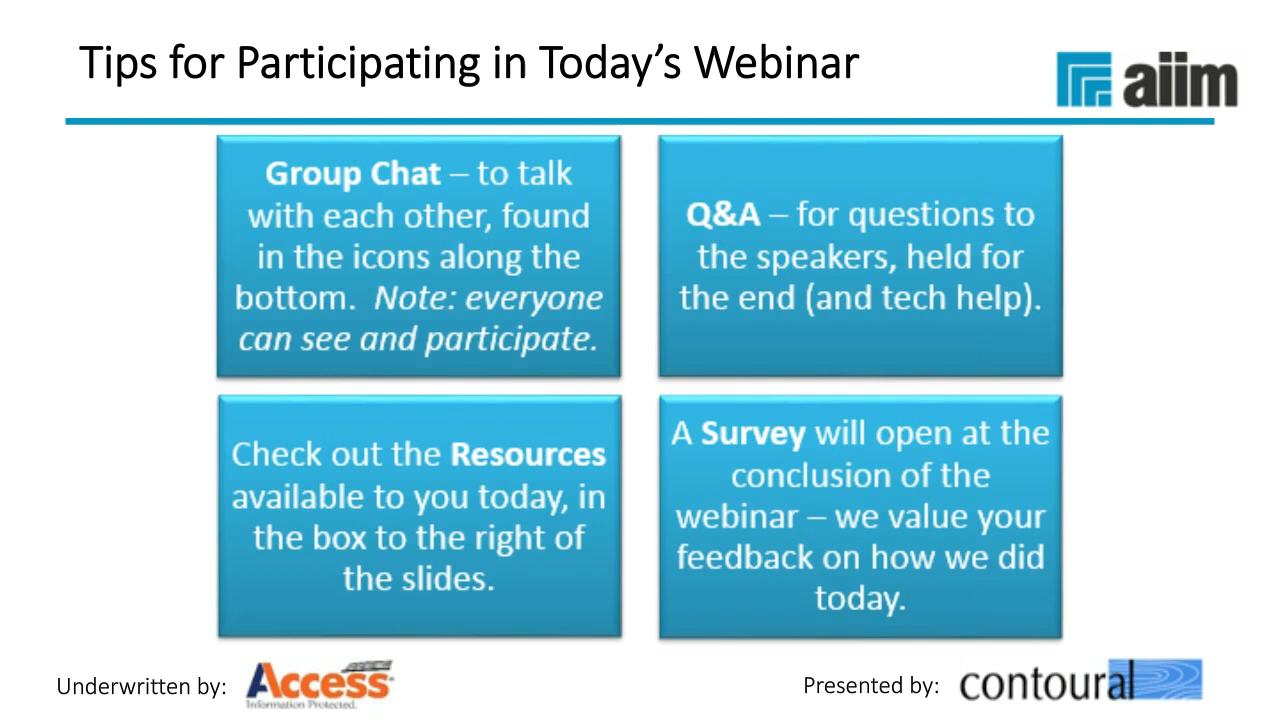 Tips for Participating in Today's Webinar
aiim
Group Chat – to talk
with each other, found
in the icons along the
bottom.  Note: everyone
can see and participate.
Q&A – for questions to
the speakers, held for
the end (and tech help).
Check out the Resources
available to you today, in
the box to the right of
the slides.
A Survey will open at the
conclusion of the
webinar – we value your
feedback on how we did
today.
Underwritten by:
Access
Information Protected.
Presented by:
contoural